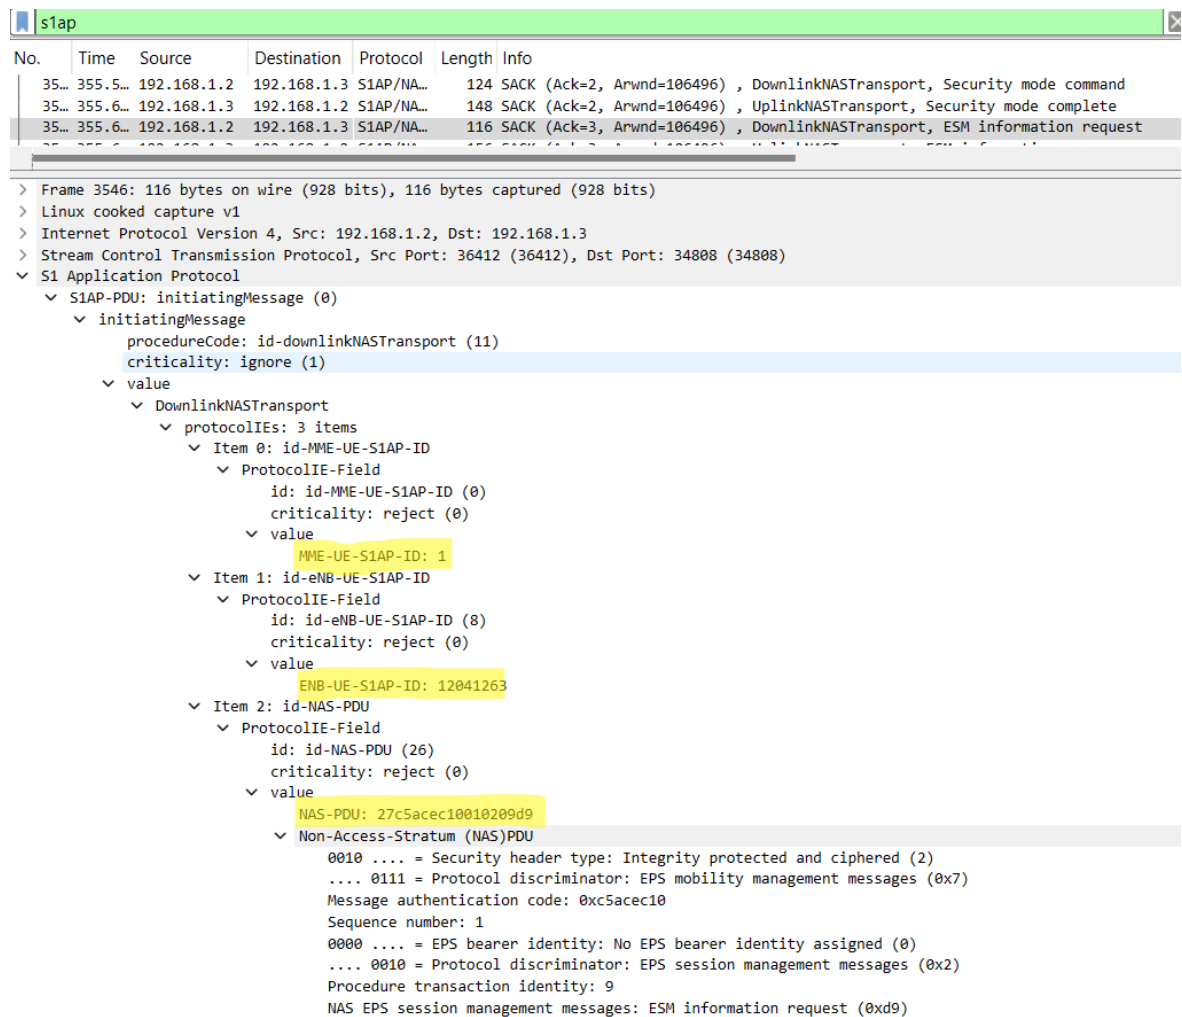 s1ap
No. Time Source Destination Protocol Length Info
35… 355.5… 192.168.1.2 192.168.1.3 S1AP/NA… 124 SACK (Ack=2, Arwnd=106496) , DownlinkNASTransport, Security mode command
35… 355.6… 192.168.1.3 192.168.1.2 S1AP/NA… 148 SACK (Ack=2, Arwnd=106496) , UplinkNASTransport, Security mode complete
35… 355.6… 192.168.1.2 192.168.1.3 S1AP/NA… 116 SACK (Ack=3, Arwnd=106496) , DownlinkNASTransport, ESM information request
Frame 3546: 116 bytes on wire (928 bits), 116 bytes captured (928 bits)
Linux cooked capture v1
Internet Protocol Version 4, Src: 192.168.1.2, Dst: 192.168.1.3
Stream Control Transmission Protocol, Src Port: 36412 (36412), Dst Port: 34808 (34808)
S1 Application Protocol
S1AP-PDU: initiatingMessage (0)
initiatingMessage
procedureCode: id-downlinkNASTransport (11)
criticality: ignore (1)
value
DownlinkNASTransport
protocolIEs: 3 items
Item 0: id-MME-UE-S1AP-ID
ProtocolIE-Field
id: id-MME-UE-S1AP-ID (0)
criticality: reject (0)
value
MME-UE-S1AP-ID: 1
Item 1: id-eNB-UE-S1AP-ID
ProtocolIE-Field
id: id-eNB-UE-S1AP-ID (8)
criticality: reject (0)
value
ENB-UE-S1AP-ID: 12041263
Item 2: id-NAS-PDU
ProtocolIE-Field
id: id-NAS-PDU (26)
criticality: reject (0)
value
NAS-PDU: 27c5acec10010209d9
Non-Access-Stratum (NAS)PDU
0010 .... = Security header type: Integrity protected and ciphered (2)
.... 0111 = Protocol discriminator: EPS mobility management messages (0x7)
Message authentication code: 0xc5acec10
Sequence number: 1
0000 .... = EPS bearer identity: No EPS bearer identity assigned (0)
.... 0010 = Protocol discriminator: EPS session management messages (0x2)
Procedure transaction identity: 9
NAS EPS session management messages: ESM information request (0xd9)